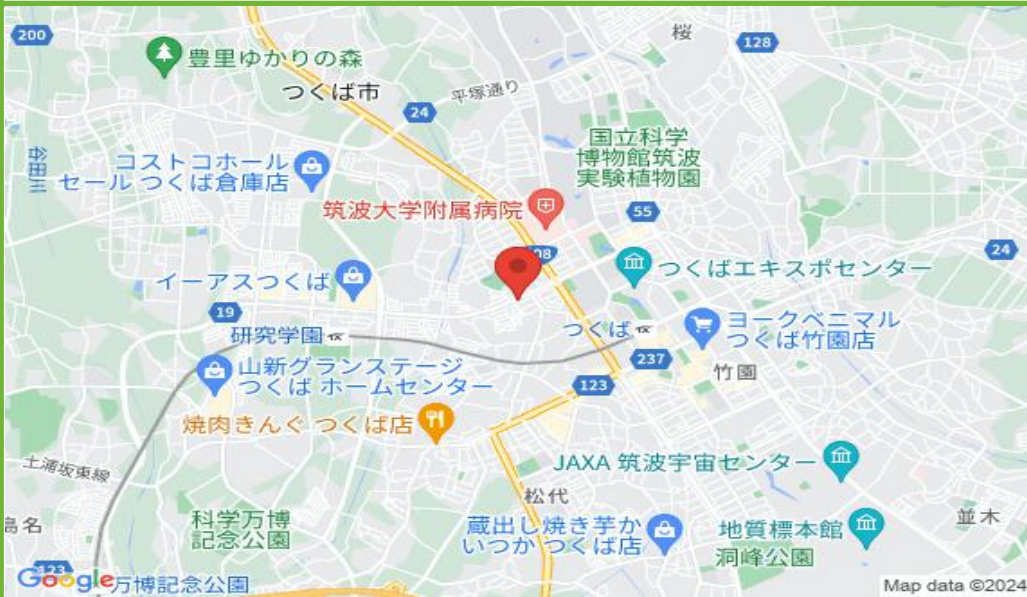 200
豊里ゆかりの森
桜
128
つくば市
24
平塚通り
谷田川
コストコホール
セール つくば倉庫店
国立科学
博物館筑波
実験植物園
筑波大学附属病院
55
24
つくばエキスポセンター
イーアスつくば
19
研究学園
つくば
ヨークベニマル
つくば竹園店
237
山新グランステージ
つくば ホームセンター
竹園
123
焼肉きんぐ つくば店
土浦坂東線
JAXA 筑波宇宙センター
松代
島名
科学万博
記念公園
蔵出し焼き芋か
いつか つくば店
地質標本館
洞峰公園
並木
123
Google
万博記念公園
Map data ©2024